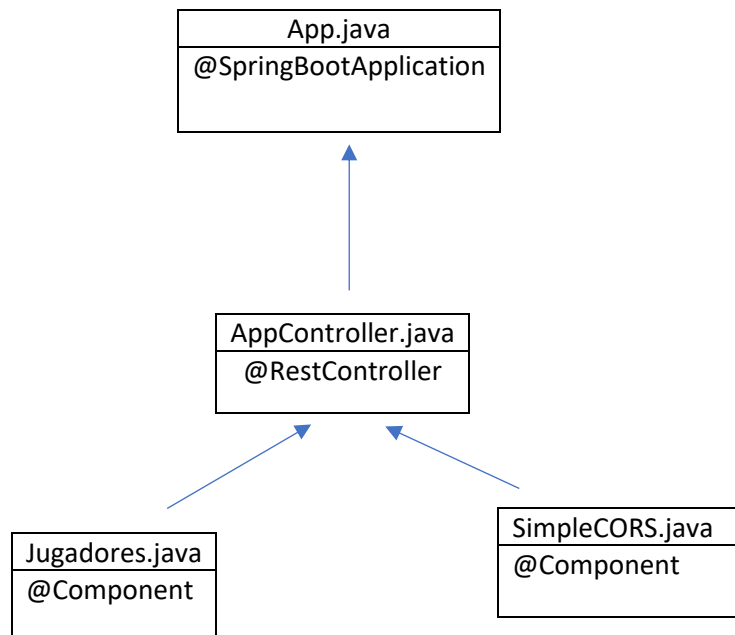 App.java
@SpringBootApplication
AppController.java
@RestController
Jugadores.java
@Component
SimpleCORS.java
@Component